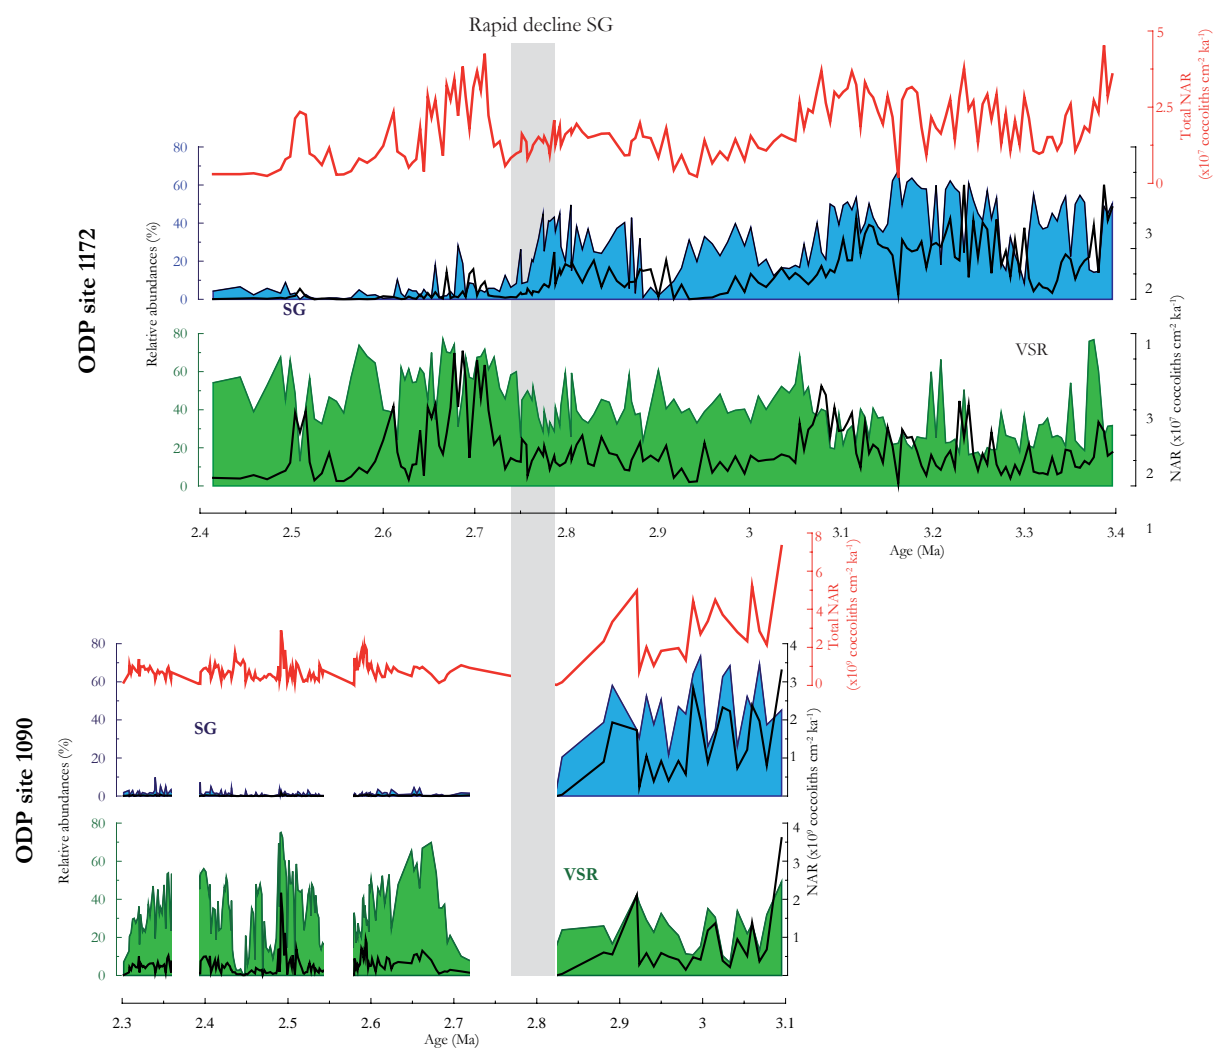 Rapid decline SG
5
2.5
0
Total NAR
(x10⁷ coccoliths cm⁻² ka⁻¹)
ODP site 1172
Relative abundances (%)
80
60
40
20
0
SG
3
2
1
80
60
40
20
0
VSR
3
2
1
NAR (x10⁷ coccoliths cm⁻² ka⁻¹)
2.4 2.5 2.6 2.7 2.8 2.9 3.0 3.1 3.2 3.3 3.4
Age (Ma)
8
6
4
2
0
Total NAR
(x10⁹ coccoliths cm⁻² ka⁻¹)
ODP site 1090
Relative abundances (%)
80
60
40
20
0
SG
4
3
2
1
Relative abundances (%)
80
60
40
20
0
VSR
4
3
2
1
NAR (x10⁹ coccoliths cm⁻² ka⁻¹)
2.3 2.4 2.5 2.6 2.7 2.8 2.9 3 3.1
Age (Ma)